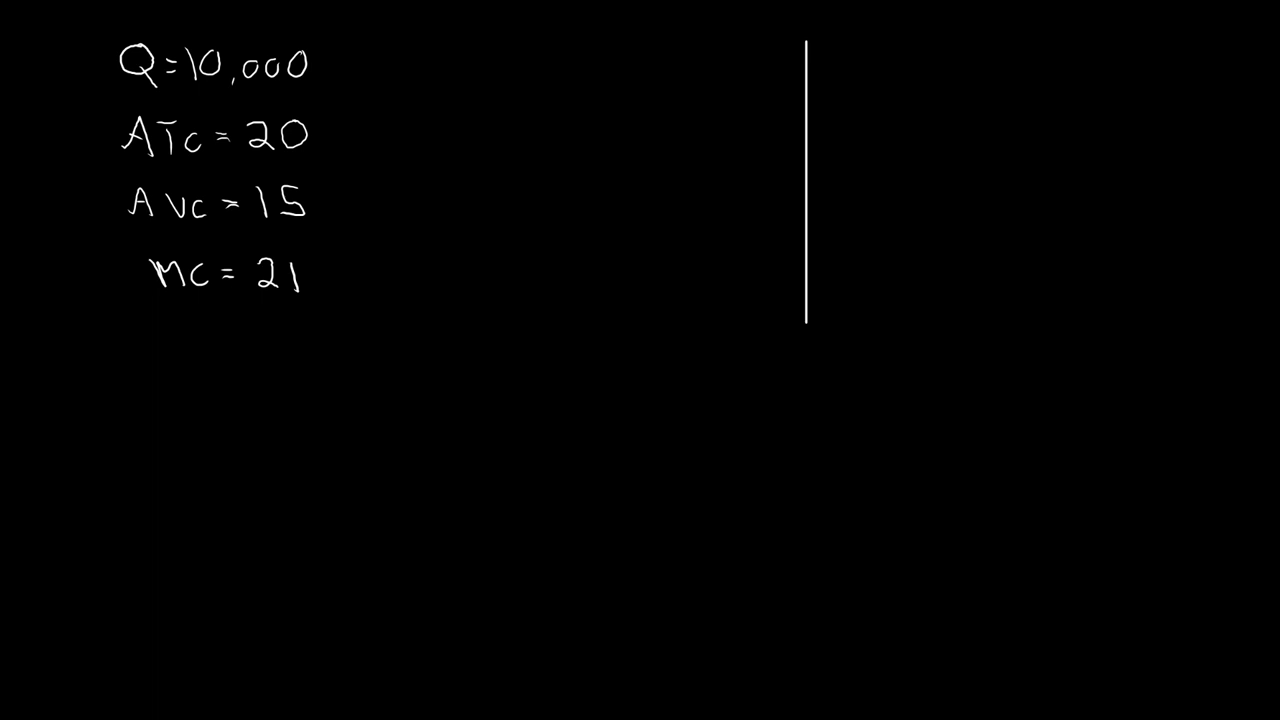 Q=10,000
ATC = 20
AVC = 15
MC = 21